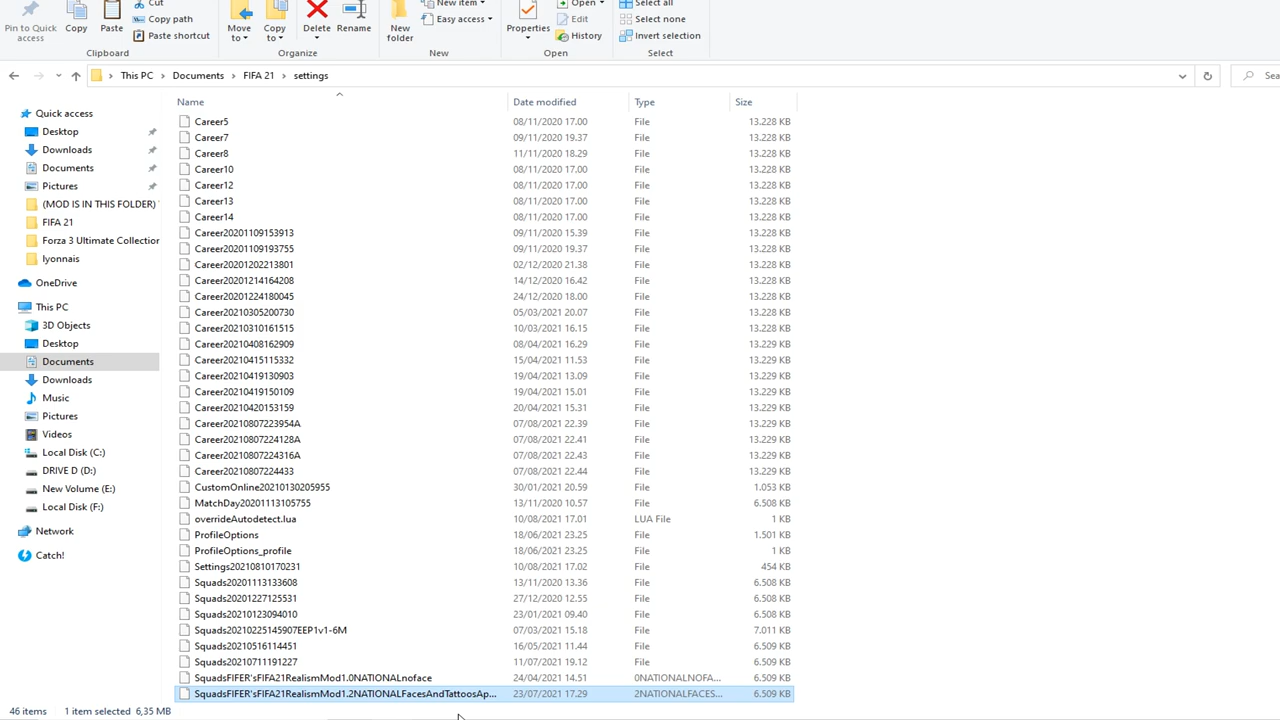 Cut
New item
Open
Select all
Copy path
Easy access
Edit
Select none
Pin to Quick access
Copy
Paste
Paste shortcut
Move to
Copy to
Delete
Rename
New folder
Properties
History
Invert selection
Clipboard
Organize
New
Open
Select
This PC > Documents > FIFA 21 > settings
Sea
Name Date modified Type Size
Quick access
Desktop
Downloads
Documents
Pictures
(MOD IS IN THIS FOLDER)
FIFA 21
Forza 3 Ultimate Collection
lyonnais
OneDrive
This PC
3D Objects
Desktop
Documents
Downloads
Music
Pictures
Videos
Local Disk (C:)
DRIVE D (D:)
New Volume (E:)
Local Disk (F:)
Network
Catch!
Career5 08/11/2020 17.00 File 13.228 KB
Career7 09/11/2020 19.37 File 13.228 KB
Career8 11/11/2020 18.29 File 13.228 KB
Career10 08/11/2020 17.00 File 13.228 KB
Career12 08/11/2020 17.00 File 13.228 KB
Career13 08/11/2020 17.00 File 13.228 KB
Career14 08/11/2020 17.00 File 13.228 KB
Career20201109153913 09/11/2020 15.39 File 13.228 KB
Career20201109193755 09/11/2020 19.37 File 13.228 KB
Career20201202213801 02/12/2020 21.38 File 13.228 KB
Career20201214164208 14/12/2020 16.42 File 13.228 KB
Career20201224180045 24/12/2020 18.00 File 13.228 KB
Career20210305200730 05/03/2021 20.07 File 13.228 KB
Career20210310161515 10/03/2021 16.15 File 13.228 KB
Career20210408162909 08/04/2021 16.29 File 13.228 KB
Career20210415115332 15/04/2021 11.53 File 13.229 KB
Career20210419130903 19/04/2021 13.09 File 13.229 KB
Career20210419150109 19/04/2021 15.01 File 13.229 KB
Career20210420153159 20/04/2021 15.31 File 13.229 KB
Career20210807223954A 07/08/2021 22.39 File 13.229 KB
Career20210807224128A 07/08/2021 22.41 File 13.229 KB
Career20210807224316A 07/08/2021 22.43 File 13.229 KB
Career20210807224433 07/08/2021 22.44 File 13.229 KB
CustomOnline20210130205955 30/01/2021 20.59 File 1.053 KB
MatchDay20201113105755 13/11/2020 10.57 File 6.508 KB
overrideAutodetect.lua 10/08/2021 17.01 LUA File 1 KB
ProfileOptions 18/06/2021 23.25 File 1.501 KB
ProfileOptions_profile 18/06/2021 23.25 File 1 KB
Settings20210810170231 10/08/2021 17.02 File 454 KB
Squads20201113133608 13/11/2020 13.36 File 6.508 KB
Squads20201227125531 27/12/2020 12.55 File 6.508 KB
Squads20210123094010 23/01/2021 09.40 File 6.508 KB
Squads20210225145907EEP1v1-6M 07/03/2021 15.18 File 7.011 KB
Squads20210516114451 16/05/2021 11.44 File 6.509 KB
Squads20210711191227 11/07/2021 19.12 File 6.509 KB
SquadsFIFER'sFIFA21RealismMod1.0NATIONALnoface 24/04/2021 14.51 0NATIONALNOFA... 6.509 KB
SquadsFIFER'sFIFA21RealismMod1.2NATIONALFacesAndTattoosAp... 23/07/2021 17.29 2NATIONALFACES... 6.509 KB
46 items 1 item selected 6,35 MB